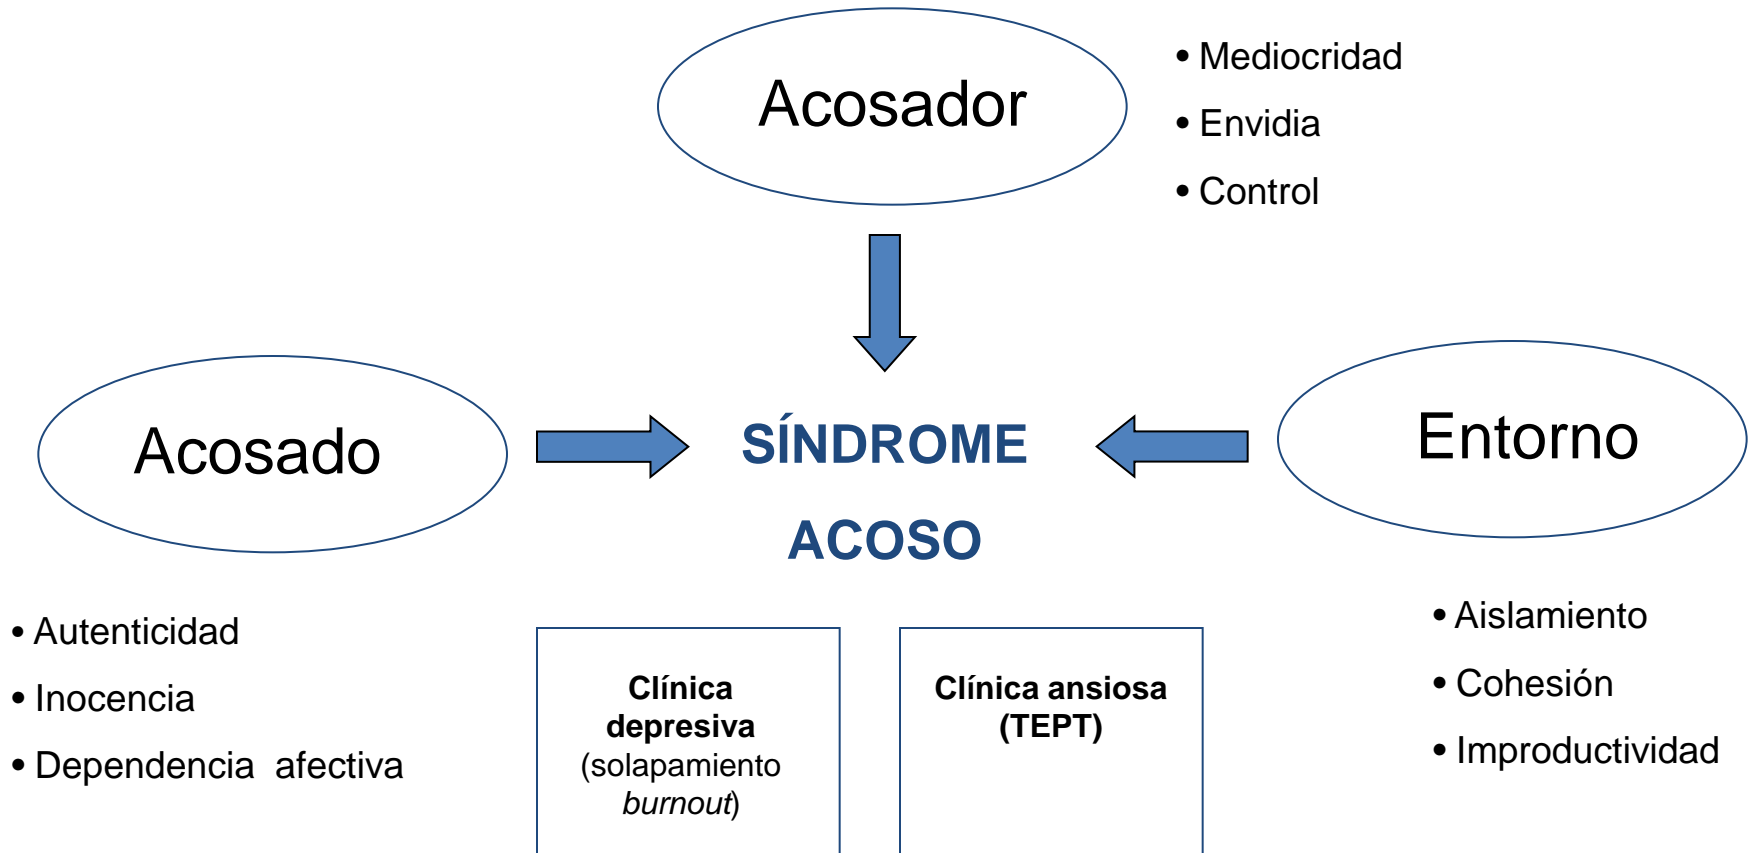 Acosador
• Mediocridad
• Envidia
• Control
Acosado
SÍNDROME
ACOSO
Entorno
• Autenticidad
• Inocencia
• Dependencia afectiva
Clínica
depresiva
(solapamiento
burnout)
Clínica ansiosa
(TEPT)
• Aislamiento
• Cohesión
• Improductividad